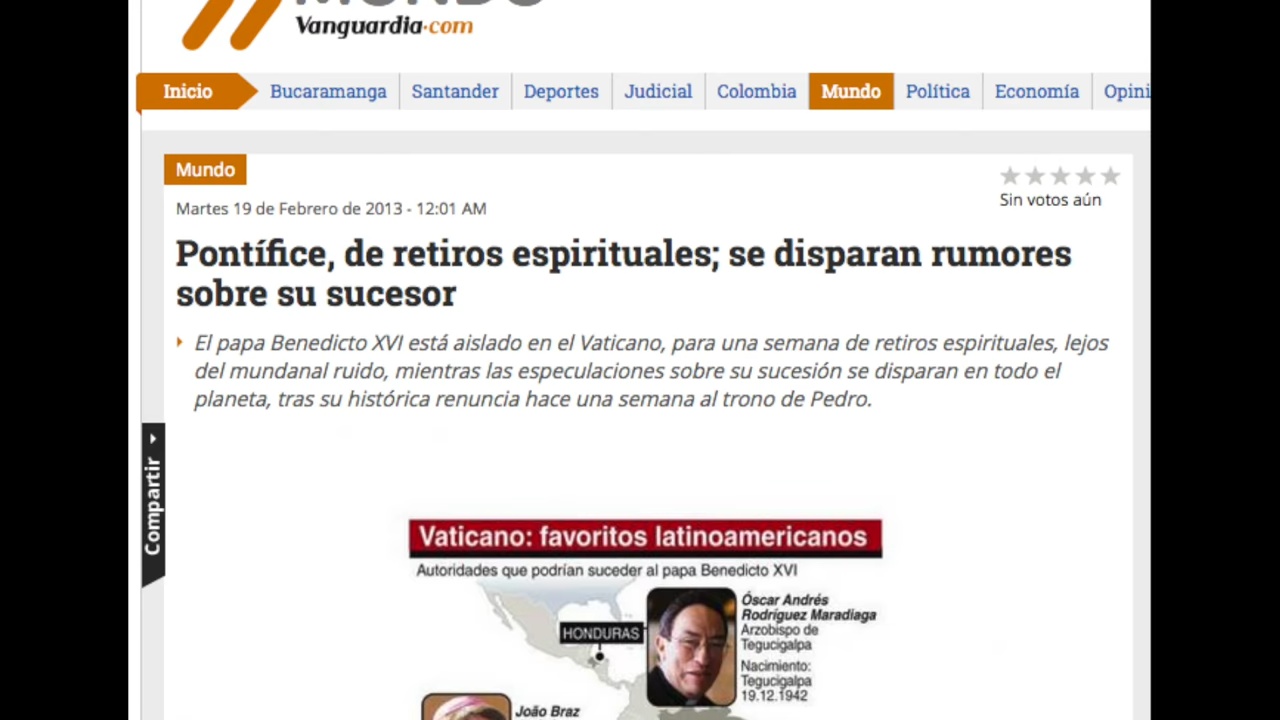 MUNDO
Vanguardia.com
Inicio
Bucaramanga
Santander
Deportes
Judicial
Colombia
Mundo
Política
Economía
Opini
Mundo
Sin votos aún
Martes 19 de Febrero de 2013 - 12:01 AM
Pontífice, de retiros espirituales; se disparan rumores
sobre su sucesor
El papa Benedicto XVI está aislado en el Vaticano, para una semana de retiros espirituales, lejos
del mundanal ruido, mientras las especulaciones sobre su sucesión se disparan en todo el
planeta, tras su histórica renuncia hace una semana al trono de Pedro.
Compartir
Vaticano: favoritos latinoamericanos
Autoridades que podrían suceder al papa Benedicto XVI
HONDURAS
Óscar Andrés
Rodríguez Maradiaga
Arzobispo de
Tegucigalpa
Nacimiento:
Tegucigalpa
19.12.1942
João Braz